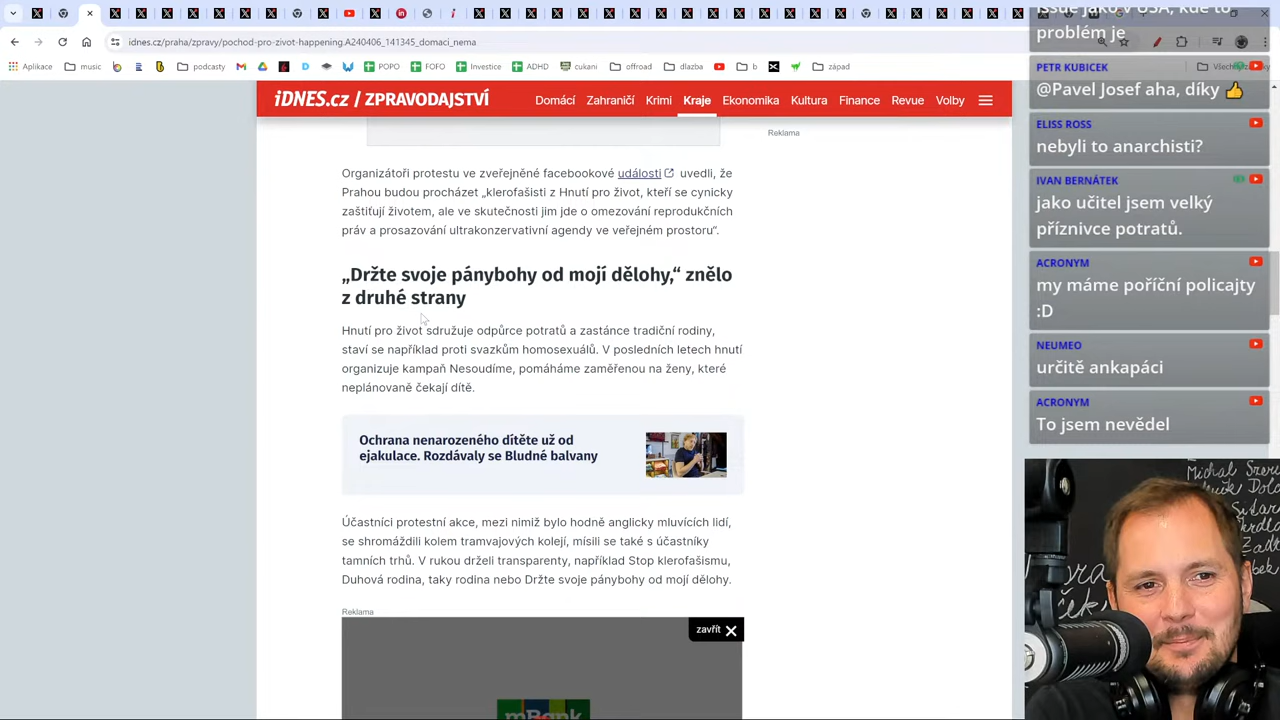 idnes.cz/praha/zpravy/pochod-pro-zivot-happening.A240406_141345_domaci_nema
Aplikace music podcasty POPO FOFO Investice ADHD cukani offroad dlazba b západ
iDNES.cz / ZPRAVODAJSTVÍ Domácí Zahraničí Krimi Kraje Ekonomika Kultura Finance Revue Volby
Reklama
Organizátoři protestu ve zveřejněné facebookové události uvedli, že
Prahou budou procházet „klerofašisti z Hnutí pro život, kteří se cynicky
zaštiťují životem, ale ve skutečnosti jim jde o omezování reprodukčních
práv a prosazování ultrakonzervativní agendy ve veřejném prostoru“.
„Držte svoje pánybohy od mojí dělohy,“ znělo
z druhé strany
Hnutí pro život sdružuje odpůrce potratů a zastánce tradiční rodiny,
staví se například proti svazkům homosexuálů. V posledních letech hnutí
organizuje kampaň Nesoudíme, pomáháme zaměřenou na ženy, které
neplánovaně čekají dítě.
Ochrana nenarozeného dítěte už od
ejakulace. Rozdávaly se Bludné balvany
Účastníci protestní akce, mezi nimiž bylo hodně anglicky mluvících lidí,
se shromáždili kolem tramvajových kolejí, mísili se také s účastníky
tamních trhů. V rukou drželi transparenty, například Stop klerofašismu,
Duhová rodina, taky rodina nebo Držte svoje pánybohy od mojí dělohy.
Reklama
zavřít
mBank
issue jako v USA, kde to
problém je
PETR KUBICEK
@Pavel Josef aha, díky 👍
ELISS ROSS
nebyli to anarchisti?
IVAN BERNÁTEK
jako učitel jsem velký
příznivce potratů.
ACRONYM
my máme poříční policajty
:D
NEUMEO
určitě ankapáci
ACRONYM
To jsem nevěděl
Michal